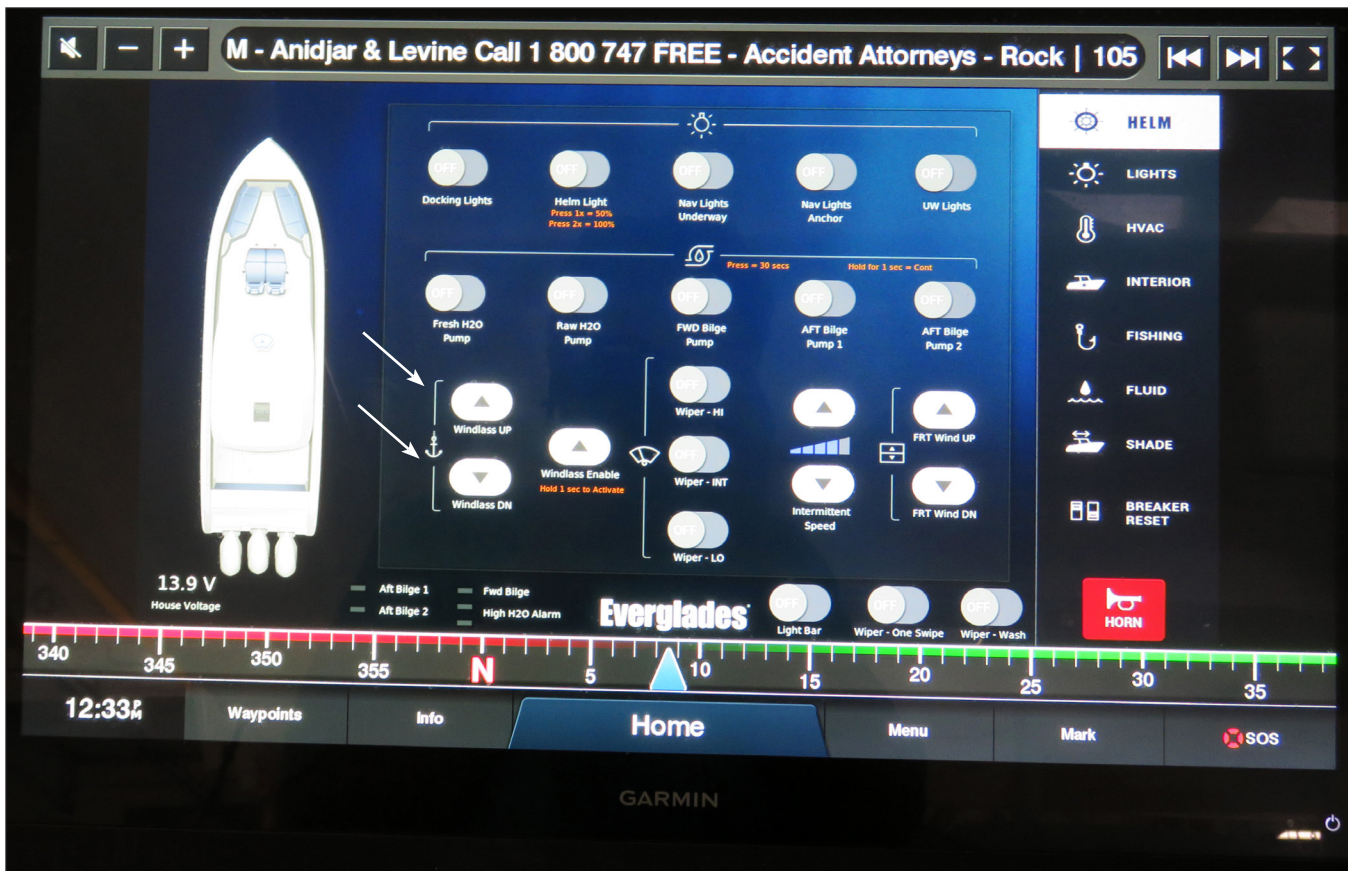 M - Anidjar & Levine Call 1 800 747 FREE - Accident Attorneys - Rock | 105
HELM
LIGHTS
HVAC
INTERIOR
FISHING
FLUID
SHADE
BREAKER
RESET
HORN
OFF
OFF
OFF
OFF
OFF
Docking Lights
Helm Light
Press 1x = 50%
Press 2x = 100%
Nav Lights
Underway
Nav Lights
Anchor
UW Lights
Press = 30 secs
Hold for 1 sec = Cont
OFF
OFF
OFF
OFF
OFF
Fresh H2O
Pump
Raw H2O
Pump
FWD Bilge
Pump
AFT Bilge
Pump 1
AFT Bilge
Pump 2
Windlass UP
Windlass DN
Windlass Enable
Hold 1 sec to Activate
OFF
Wiper - HI
OFF
Wiper - INT
OFF
Wiper - LO
Intermittent
Speed
FRT Wind UP
FRT Wind DN
13.9 V
House Voltage
Aft Bilge 1
Aft Bilge 2
Fwd Bilge
High H2O Alarm
Everglades
OFF
Light Bar
OFF
Wiper - One Swipe
OFF
Wiper - Wash
340
345
350
355
N
5
10
15
20
25
30
35
12:33PM
Waypoints
Info
Home
Menu
Mark
SOS
GARMIN